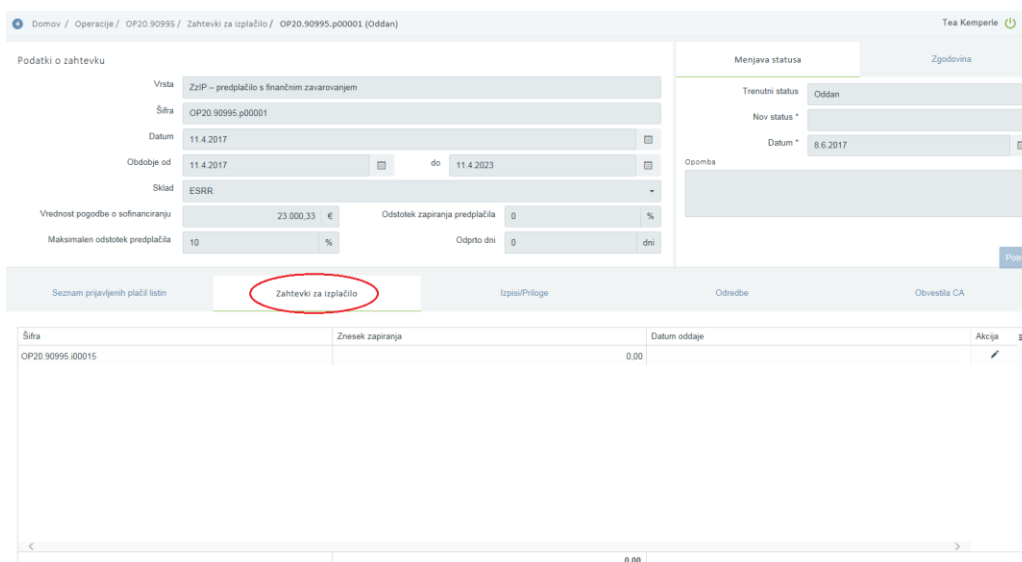 Domov / Operacije / OP20.90995 / Zahtevki za izplačilo / OP20.90995.p00001 (Oddan)
Tea Kemperle
Podatki o zahtevku
Vrsta ZzIP – predplačilo s finančnim zavarovanjem
Šifra OP20.90995.p00001
Datum 11.4.2017
Obdobje od 11.4.2017 do 11.4.2023
Sklad ESRR
Vrednost pogodbe o sofinanciranju 23.000,33 € Odstotek zapiranja predplačila 0 %
Maksimalen odstotek predplačila 10 % Odprto dni 0 dni
Menjava statusa Zgodovina
Trenutni status Oddan
Nov status *
Datum * 8.6.2017
Opomba
Seznam prijavljenih plačil listin Zahtevki za izplačilo Izpisi/Priloge Odredbe Obvestila CA
Šifra Znesek zapiranja Datum oddaje Akcija
OP20.90995.i00015 0,00
0,00